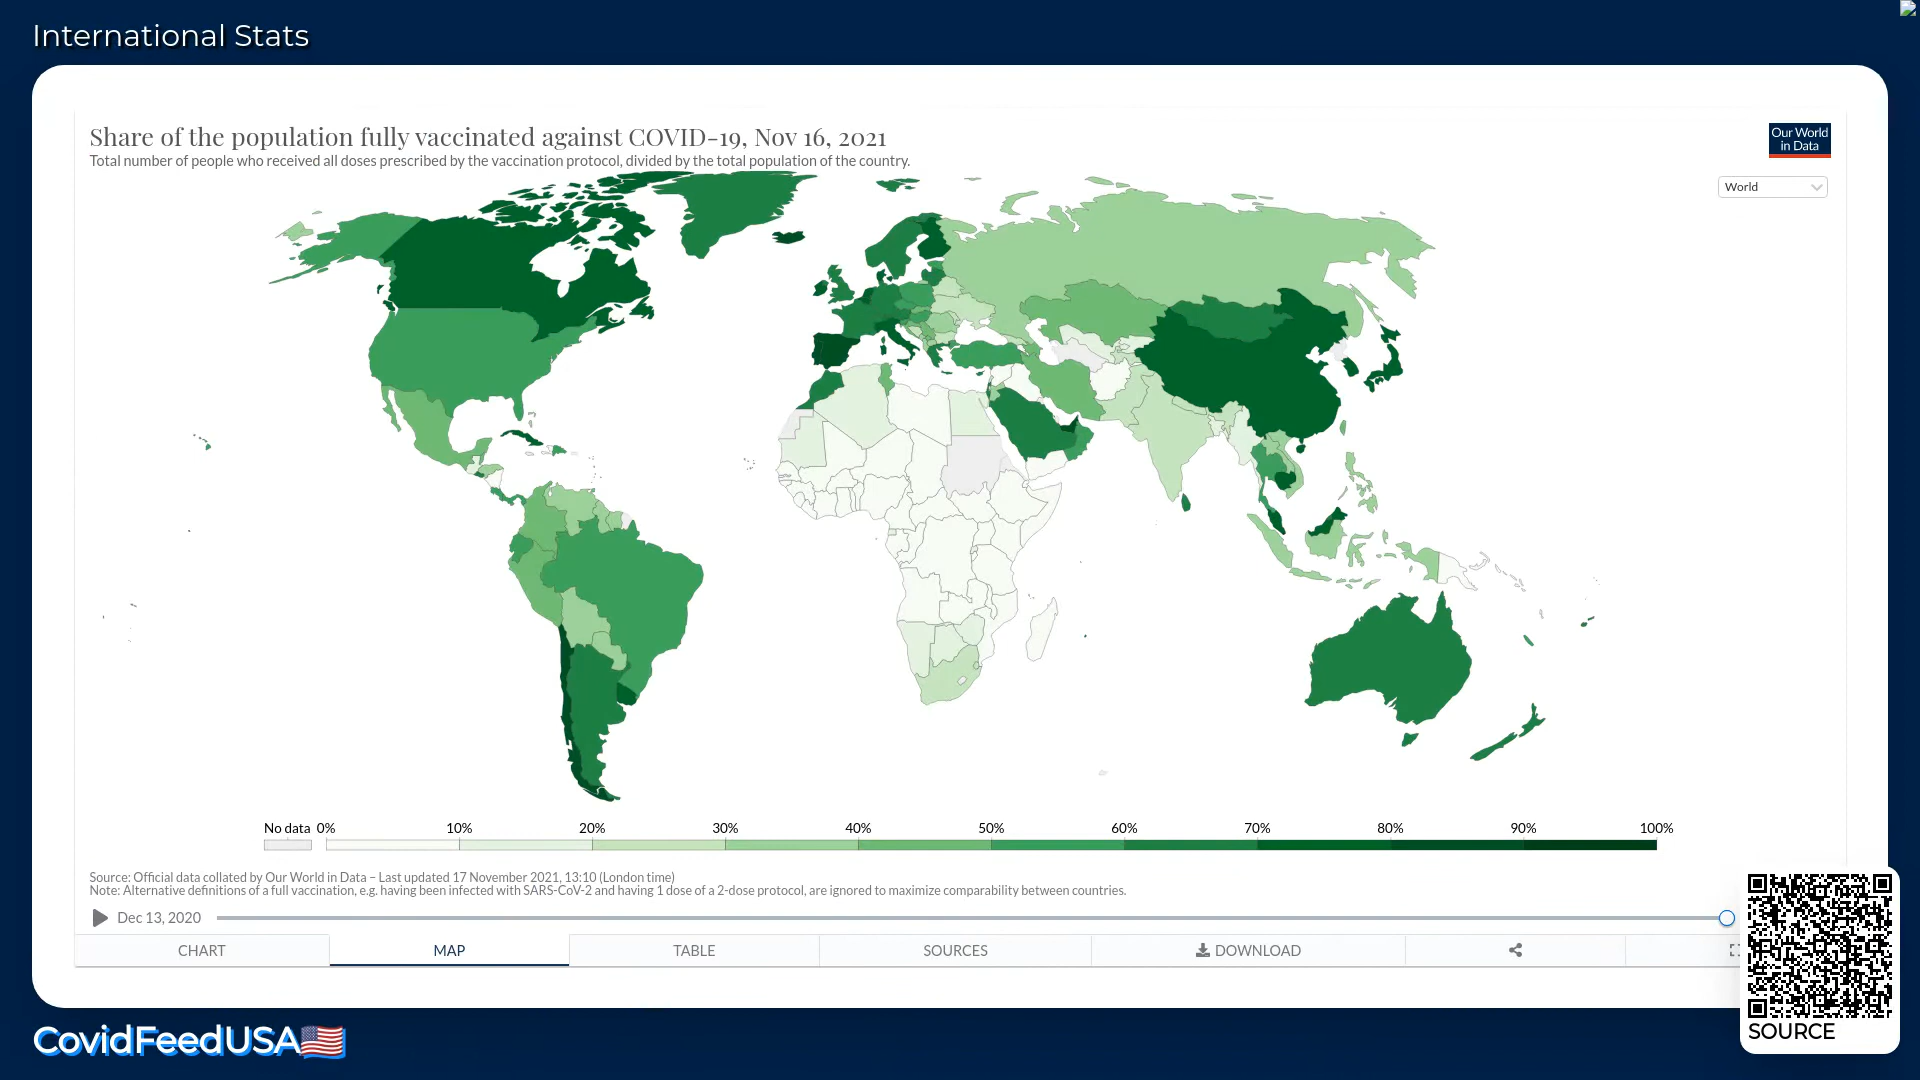 International Stats
Share of the population fully vaccinated against COVID-19, Nov 16, 2021
Total number of people who received all doses prescribed by the vaccination protocol, divided by the total population of the country.
Our World
in Data
World
No data 0% 10% 20% 30% 40% 50% 60% 70% 80% 90% 100%
Source: Official data collated by Our World in Data – Last updated 17 November 2021, 13:10 (London time)
Note: Alternative definitions of a full vaccination, e.g. having been infected with SARS-CoV-2 and having 1 dose of a 2-dose protocol, are ignored to maximize comparability between countries.
Dec 13, 2020
CHART MAP TABLE SOURCES DOWNLOAD
SOURCE
CovidFeedUSA